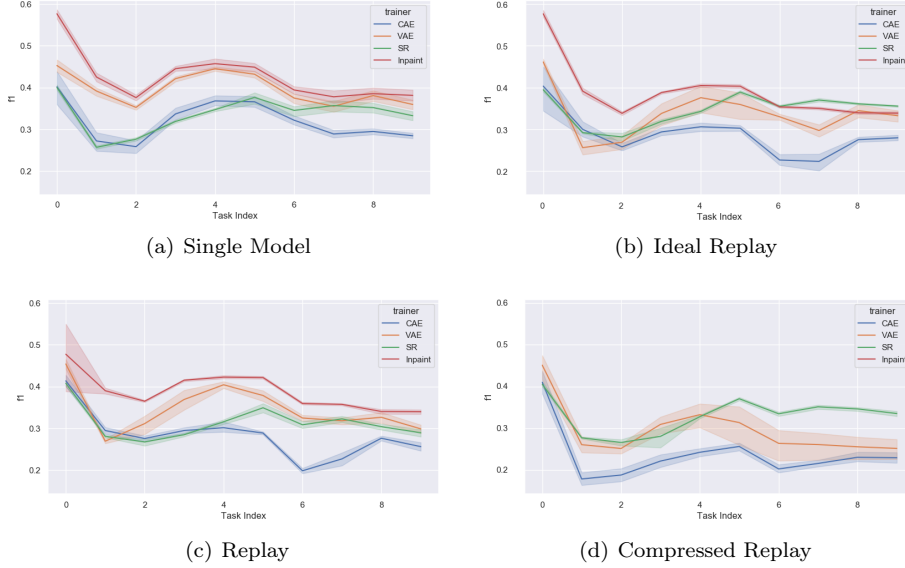 0.6
0.5
0.4
0.3
0.2
f1
0 2 4 6 8
Task Index
trainer
CAE
VAE
SR
Inpaint
(a) Single Model
0.6
0.5
0.4
0.3
0.2
f1
0 2 4 6 8
Task Index
trainer
CAE
VAE
SR
Inpaint
(b) Ideal Replay
0.6
0.5
0.4
0.3
0.2
f1
0 2 4 6 8
Task Index
trainer
CAE
VAE
SR
Inpaint
(c) Replay
0.6
0.5
0.4
0.3
0.2
f1
0 2 4 6 8
Task Index
trainer
CAE
VAE
SR
Inpaint
(d) Compressed Replay